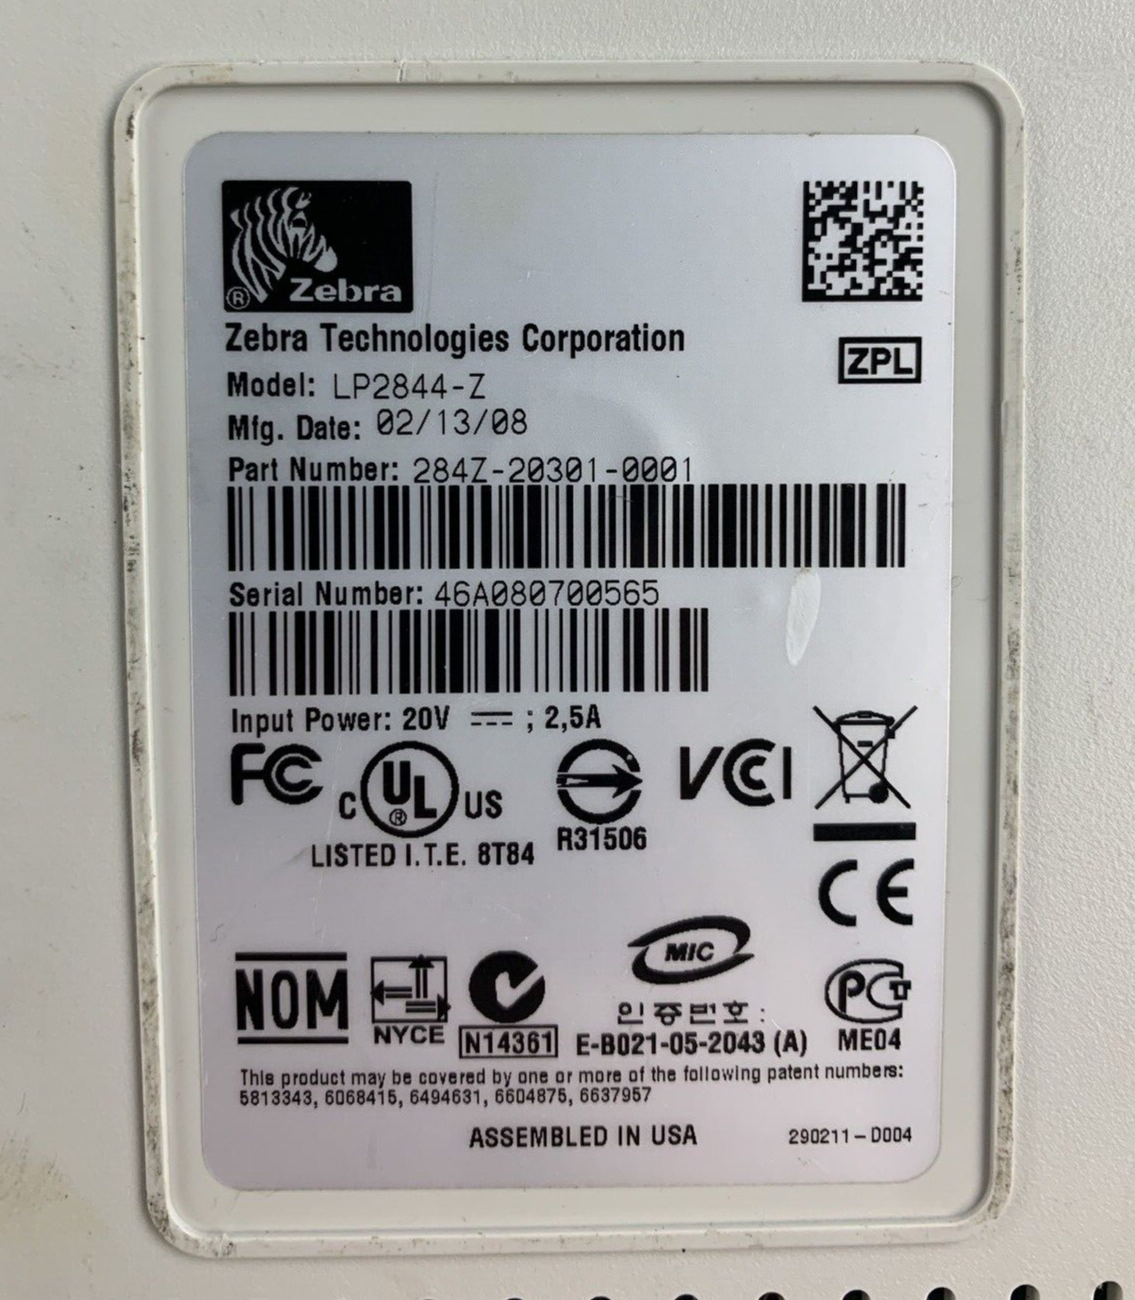 ® Zebra
Zebra Technologies Corporation
ZPL
Model: LP2844-Z
Mfg. Date: 02/13/08
Part Number: 284Z-20301-0001
Serial Number: 46A080700565
Input Power: 20V ⎓ ; 2,5A
FC C UL ® US VCI
R31506
LISTED I.T.E. 8T84
CE
MIC
NOM
인증번호:
NYCE N14361 E-B021-05-2043 (A) ME04
PCT
This product may be covered by one or more of the following patent numbers:
5813343, 6068415, 6494631, 6604875, 6637957
ASSEMBLED IN USA 290211-D004